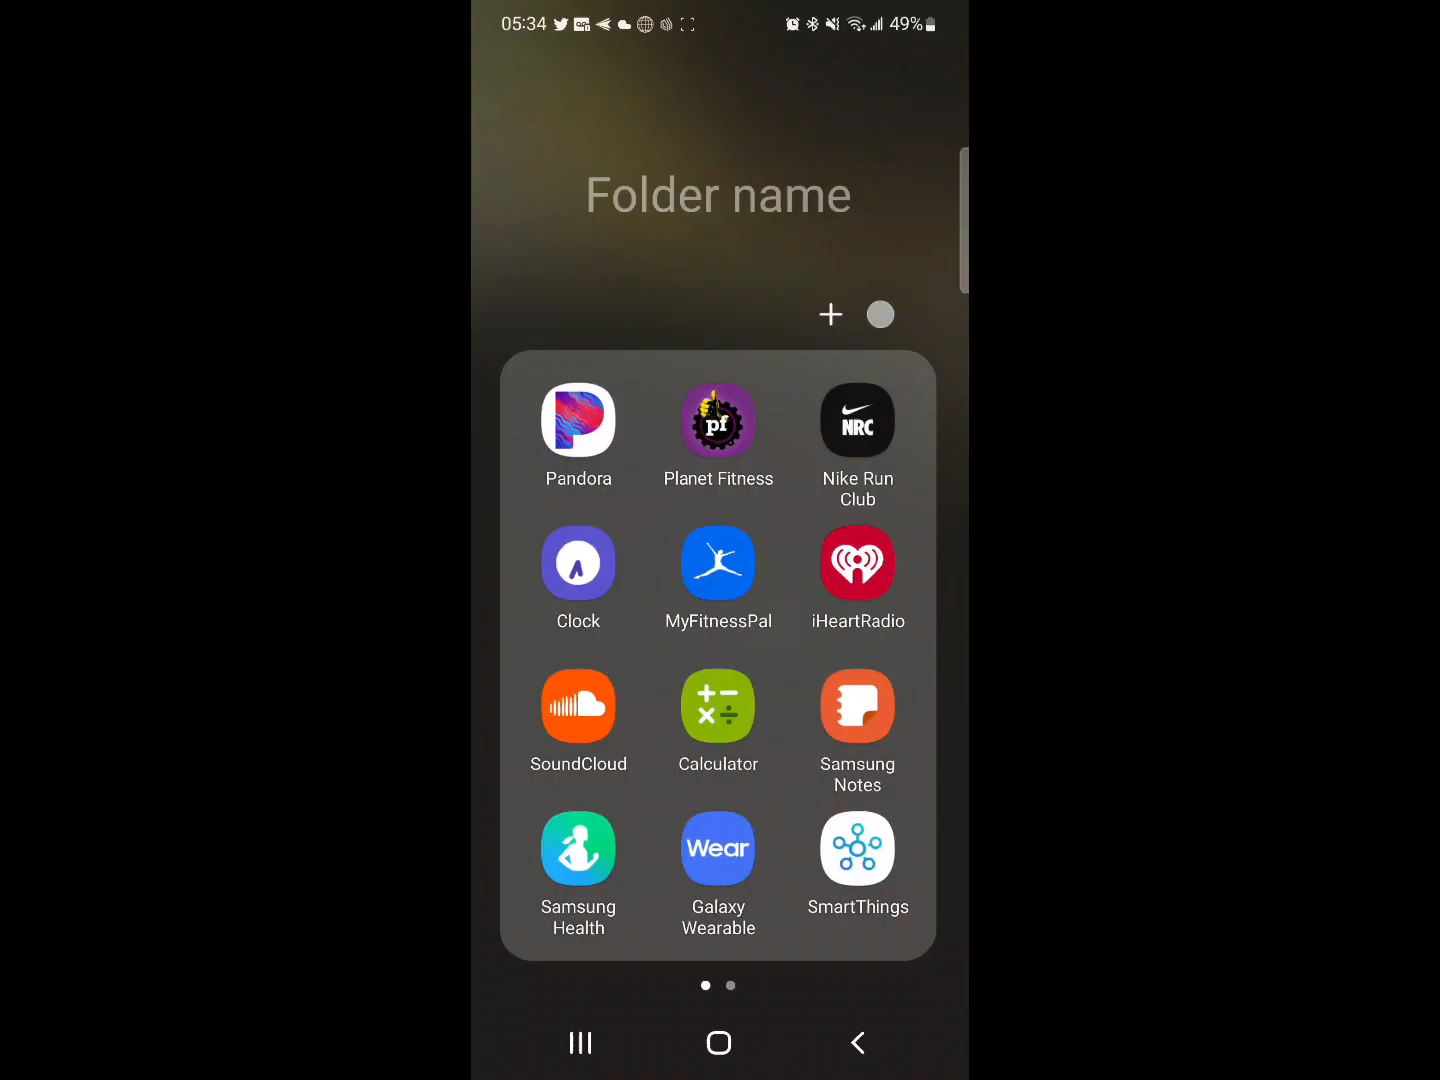 05:34
49%
Folder name
pf
NRC
Pandora
Planet Fitness
Nike Run
Club
Clock
MyFitnessPal
iHeartRadio
SoundCloud
Calculator
Samsung
Notes
Wear
Samsung
Health
Galaxy
Wearable
SmartThings